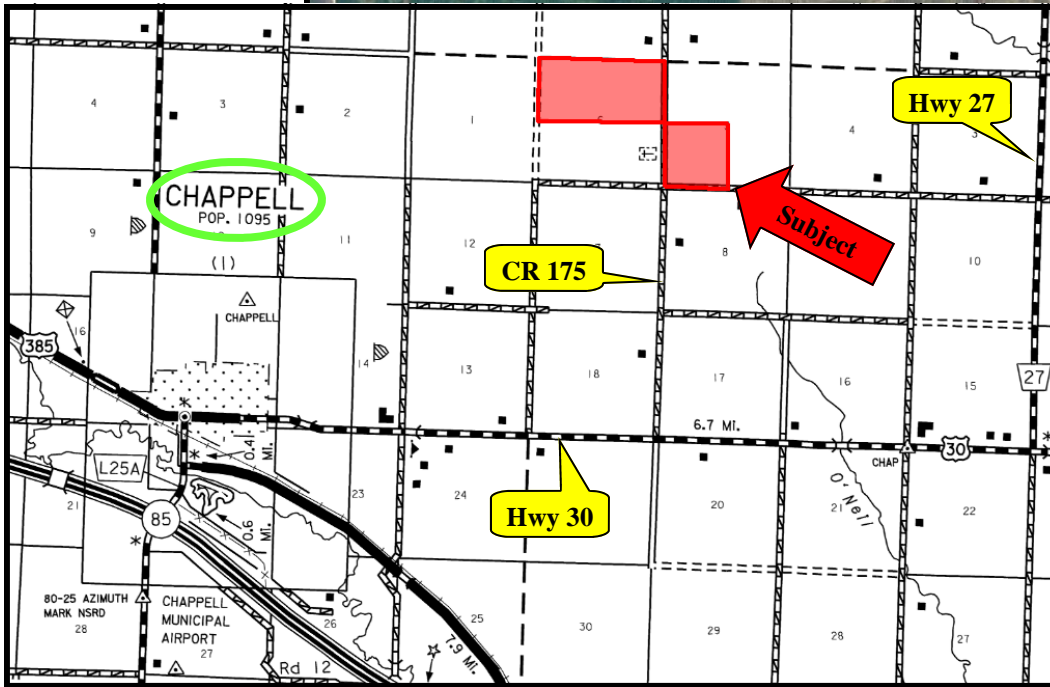 4
3
2
1
4
Hwy 27
CHAPPELL
POP. 1095
9
11
12
8
10
Subject
(1)
CR 175
CHAPPELL
385
16
14
13
18
17
16
15
27
6.7 MI.
0.4
MI.
30
CHAP
L25A
21
23
24
Hwy 30
20
21
22
O' Neil
85
0.6
MI.
80-25 AZIMUTH
MARK NSRD
28
CHAPPELL
MUNICIPAL
AIRPORT
27
26
25
30
29
28
27
Rd 12
7.9 MI.